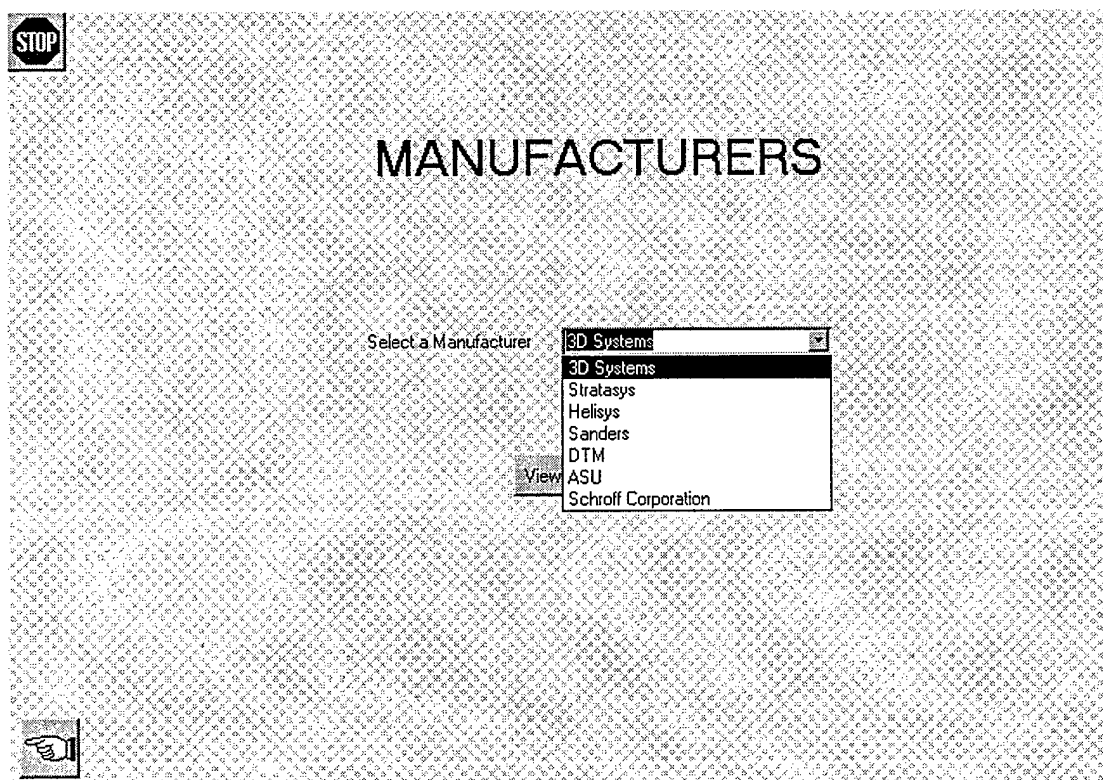 STOP
MANUFACTURERS
Select a Manufacturer
3D Systems
3D Systems
Stratasys
Helisys
Sanders
DTM
View
ASU
Schroff Corporation